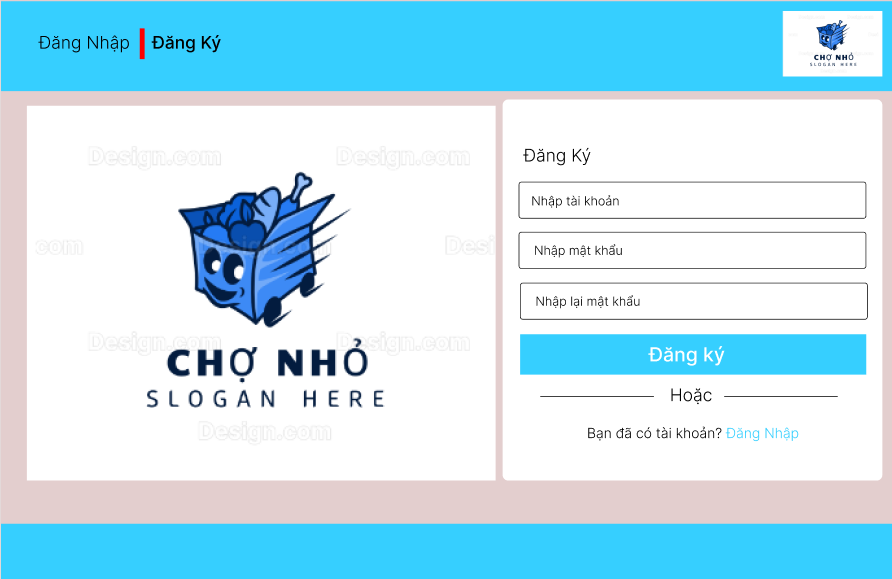 Đăng Nhập Đăng Ký
CHỢ NHỎ
SLOGAN HERE
Design.com Design.com
.com Desi
Design.com Design.com
CHỢ NHỎ
SLOGAN HERE
Design.com
Đăng Ký
Nhập tài khoản
Nhập mật khẩu
Nhập lại mật khẩu
Đăng ký
Hoặc
Bạn đã có tài khoản? Đăng Nhập